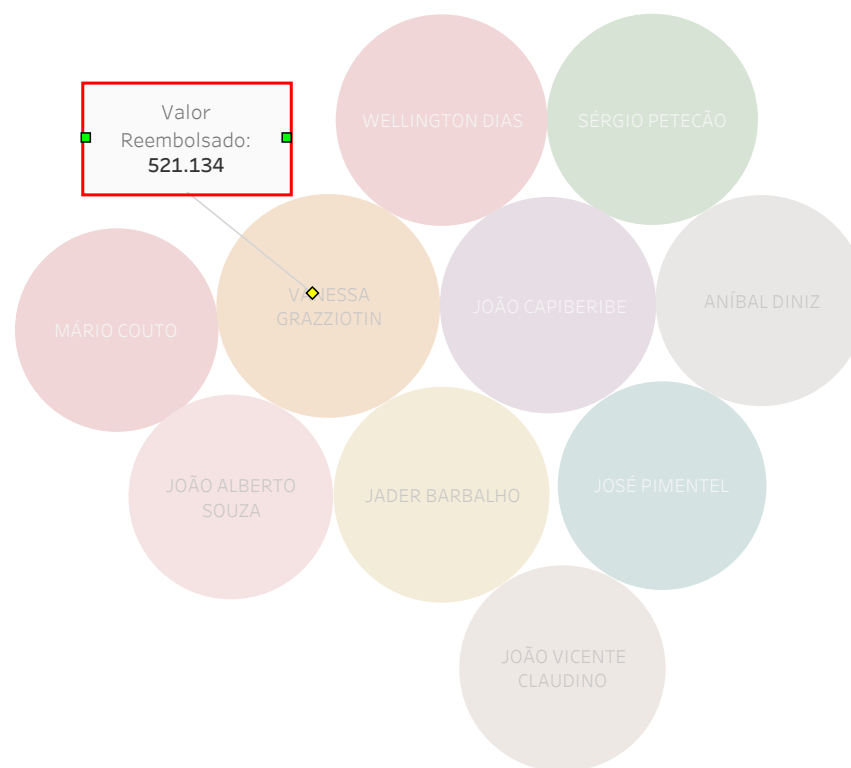 WELLINGTON DIAS
SÉRGIO PETECÃO
Valor
Reembolsado:
521.134
MÁRIO COUTO
VANESSA
GRAZZIOTIN
JOÃO CAPIBERIBE
ANÍBAL DINIZ
JOÃO ALBERTO
SOUZA
JADER BARBALHO
JOSÉ PIMENTEL
JOÃO VICENTE
CLAUDINO